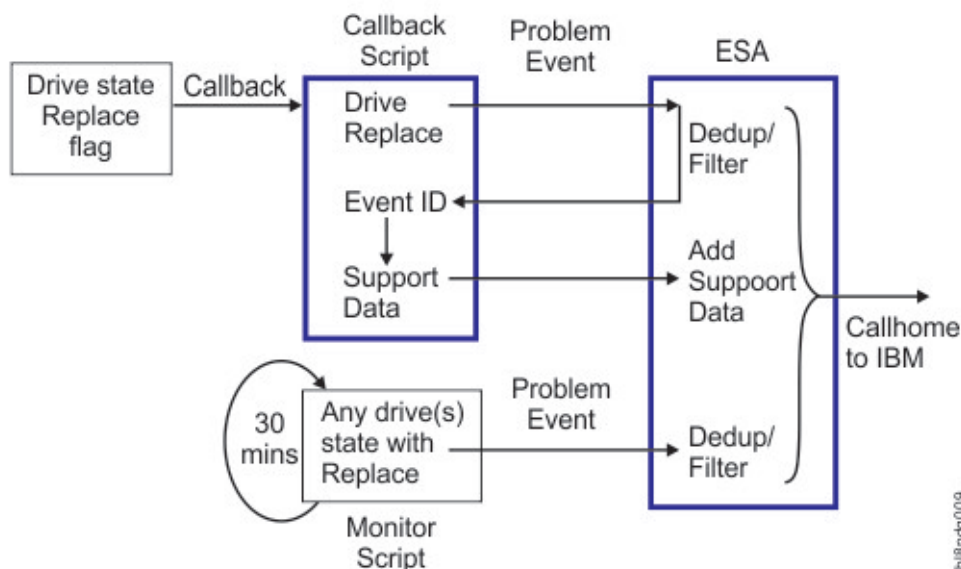 Callback
Script
Problem
Event
ESA
Drive state
Replace
flag
Callback
Drive
Replace
Dedup/
Filter
Event ID
Support
Data
Add
Suppoort
Data
Callhome
to IBM
30
mins
Any drive(s)
state with
Replace
Problem
Event
Dedup/
Filter
Monitor
Script
bl8adg009